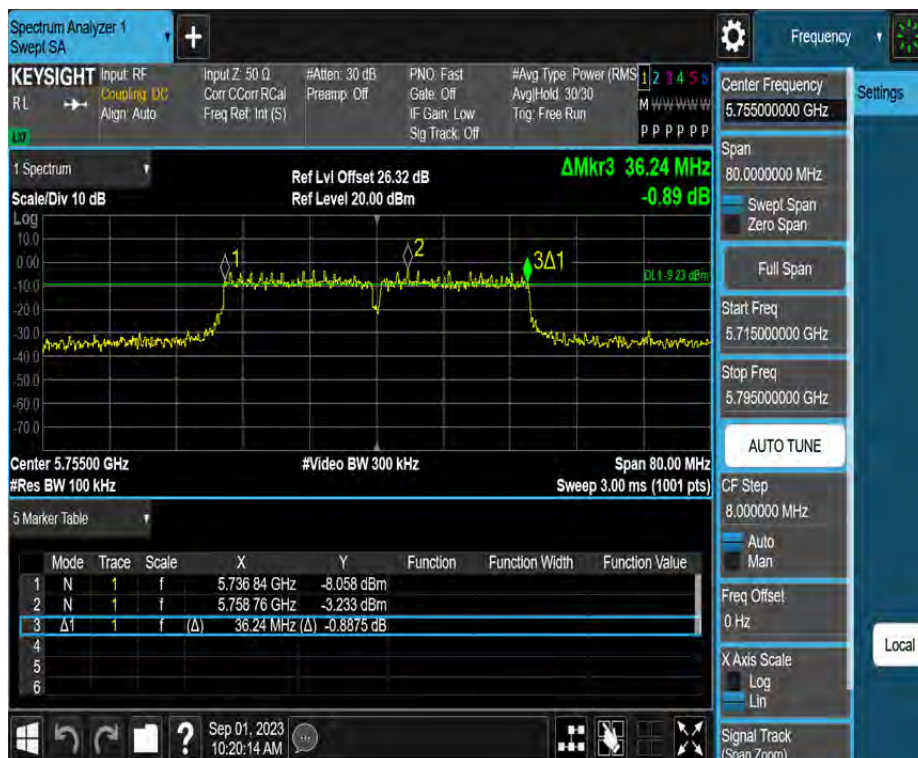 Spectrum Analyzer 1
Swept SA
+
Frequency
KEYSIGHT Input: RF Input Z: 50 Ω #Atten: 30 dB PNO: Fast #Avg Type: Power (RMS 1 2 3 4 5 6
RL Coupling: DC Corr CCorr RCal Preamp: Off Gate: Off Avg|Hold: 30/30 M W W W W W
Align: Auto Freq Ref: Int (S) IF Gain: Low Trig: Free Run
Sig Track: Off P P P P P P
LXI
Center Frequency
5.755000000 GHz
Settings
Span
80.0000000 MHz
Swept Span
Zero Span
Full Span
Start Freq
5.715000000 GHz
Stop Freq
5.795000000 GHz
AUTO TUNE
CF Step
8.000000 MHz
Auto
Man
Freq Offset
0 Hz
X Axis Scale
Log
Lin
Signal Track
(Span Zoom)
Local
1 Spectrum
Ref Lvl Offset 26.32 dB
ΔMkr3 36.24 MHz
Scale/Div 10 dB
Ref Level 20.00 dBm
-0.89 dB
Log
10.0
0.00
-10.0
-20.0
-30.0
-40.0
-50.0
-60.0
-70.0
1
2
3Δ1
DL1 -9.23 dBm
Center 5.75500 GHz #Video BW 300 kHz Span 80.00 MHz
#Res BW 100 kHz Sweep 3.00 ms (1001 pts)
5 Marker Table
Mode Trace Scale X Y Function Function Width Function Value
1 N 1 f 5.736 84 GHz -8.058 dBm
2 N 1 f 5.758 76 GHz -3.233 dBm
3 Δ1 1 f (Δ) 36.24 MHz (Δ) -0.8875 dB
4
5
6
?
Sep 01, 2023
10:20:14 AM